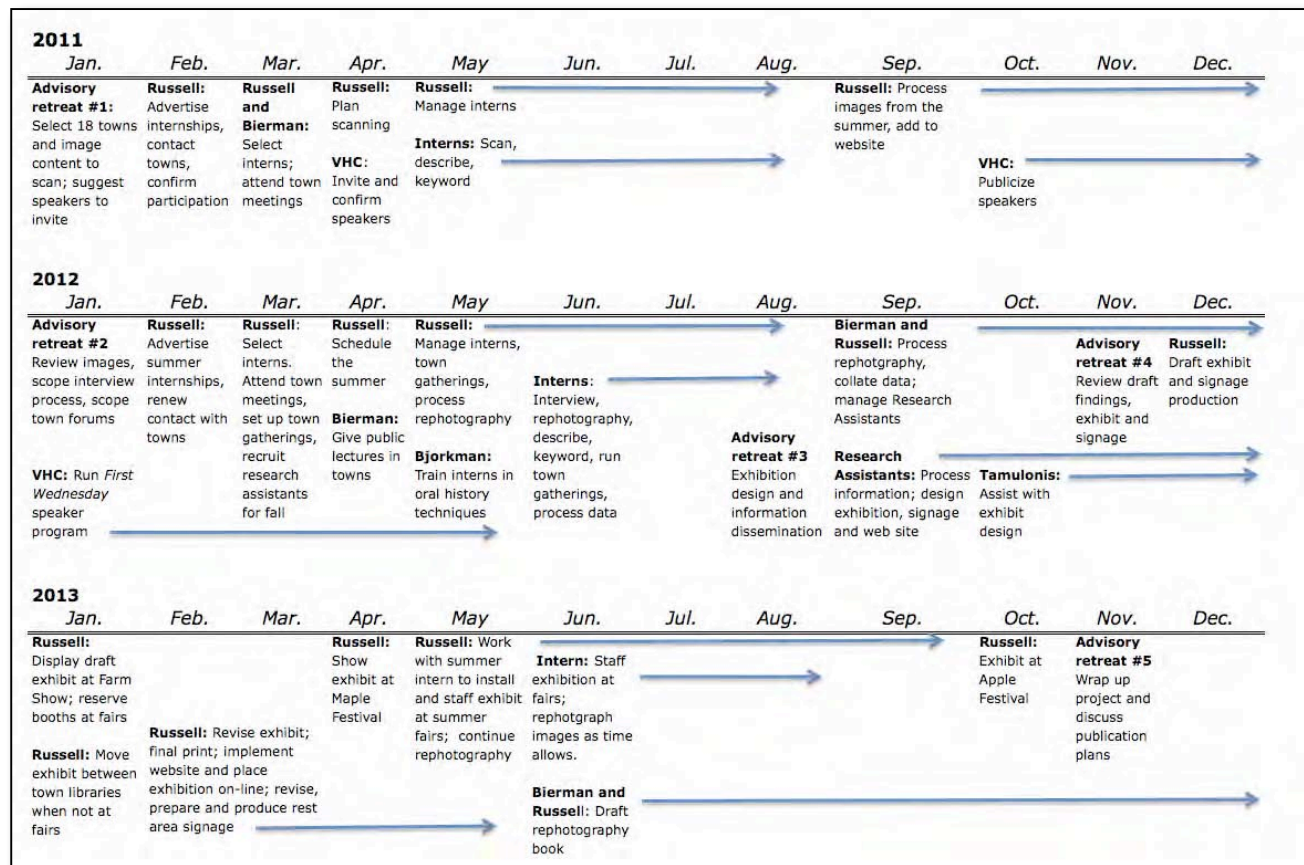 2011
Jan. Feb. Mar. Apr. May Jun. Jul. Aug. Sep. Oct. Nov. Dec.
Advisory
retreat #1:
Select 18 towns
and image
content to
scan; suggest
speakers to
invite
Russell:
Advertise
internships,
contact
towns,
confirm
participation
Russell
and
Bierman:
Select
interns;
attend town
meetings
Russell:
Plan
scanning
VHC:
Invite and
confirm
speakers
Russell:
Manage interns
Interns: Scan,
describe,
keyword
Russell: Process
images from the
summer, add to
website
VHC:
Publicize
speakers
2012
Jan. Feb. Mar. Apr. May Jun. Jul. Aug. Sep. Oct. Nov. Dec.
Advisory
retreat #2
Review images,
scope interview
process, scope
town forums
VHC: Run First
Wednesday
speaker
program
Russell:
Advertise
summer
internships,
renew
contact with
towns
Russell:
Select
interns.
Attend town
meetings,
set up town
gatherings,
recruit
research
assistants
for fall
Russell:
Schedule
the
summer
Bierman:
Give public
lectures in
towns
Russell:
Manage interns,
town
gatherings,
process
rephotography
Bjorkman:
Train interns in
oral history
techniques
Interns:
Interview,
rephotography,
describe,
keyword, run
town
gatherings,
process data
Advisory
retreat #3
Exhibition
design and
information
dissemination
Bierman and
Russell: Process
rephotgraphy,
collate data;
manage Research
Assistants
Research
Assistants: Process
information; design
exhibition, signage
and web site
Tamulonis:
Assist with
exhibit
design
Advisory
retreat #4
Review draft
findings,
exhibit and
signage
Russell:
Draft exhibit
and signage
production
2013
Jan. Feb. Mar. Apr. May Jun. Jul. Aug. Sep. Oct. Nov. Dec.
Russell:
Display draft
exhibit at Farm
Show; reserve
booths at fairs
Russell: Move
exhibit between
town libraries
when not at
fairs
Russell: Revise exhibit;
final print; implement
website and place
exhibition on-line; revise,
prepare and produce rest
area signage
Russell:
Show
exhibit at
Maple
Festival
Russell: Work
with summer
intern to install
and staff exhibit
at summer
fairs; continue
rephotography
Intern: Staff
exhibition at
fairs;
rephotgraph
images as time
allows.
Bierman and
Russell: Draft
rephotography
book
Russell:
Exhibit at
Apple
Festival
Advisory
retreat #5
Wrap up
project and
discuss
publication
plans